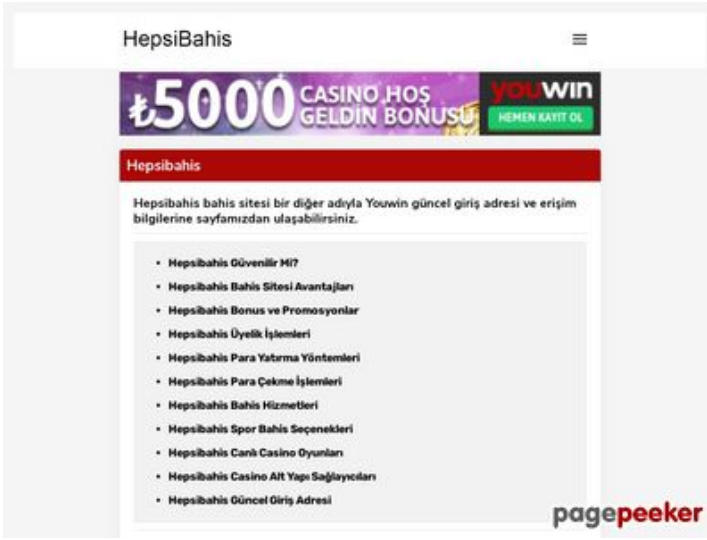 HepsiBahis
₺5000 CASINO HOŞ
GELDİN BONUSU
youwin
HEMEN KAYIT OL
Hepsibahis
Hepsibahis bahis sitesi bir diğer adıyla Youwin güncel giriş adresi ve erişim
bilgilerine sayfamızdan ulaşabilirsiniz.
• Hepsibahis Güvenilir Mi?
• Hepsibahis Bahis Sitesi Avantajları
• Hepsibahis Bonus ve Promosyonlar
• Hepsibahis Üyelik İşlemleri
• Hepsibahis Para Yatırma Yöntemleri
• Hepsibahis Para Çekme İşlemleri
• Hepsibahis Bahis Hizmetleri
• Hepsibahis Spor Bahis Seçenekleri
• Hepsibahis Canlı Casino Oyunları
• Hepsibahis Casino Alt Yapı Sağlayıcıları
• Hepsibahis Güncel Giriş Adresi
pagepeeker